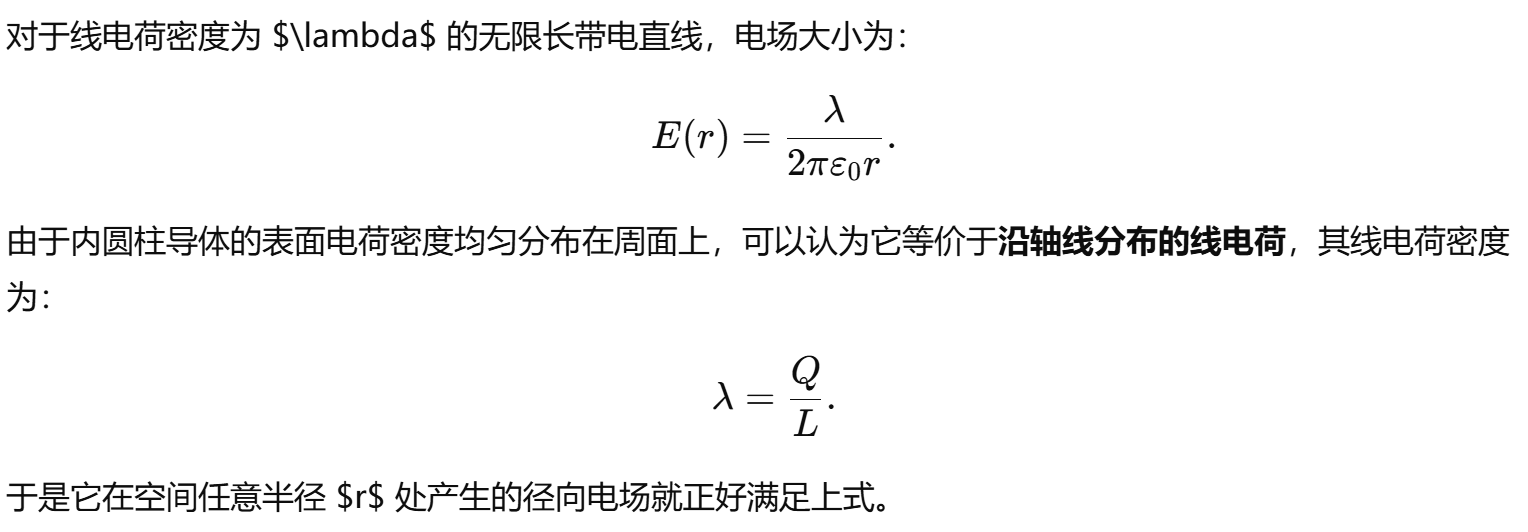 对于线电荷密度为 $\lambda$ 的无限长带电直线，电场大小为：
E(r) = \frac{λ}{2πε_0 r}.
由于内圆柱导体的表面电荷密度均匀分布在周面上，可以认为它等价于沿轴线分布的线电荷，其线电荷密度
为：
λ = \frac{Q}{L}.
于是它在空间任意半径 $r$ 处产生的径向电场就正好满足上式。